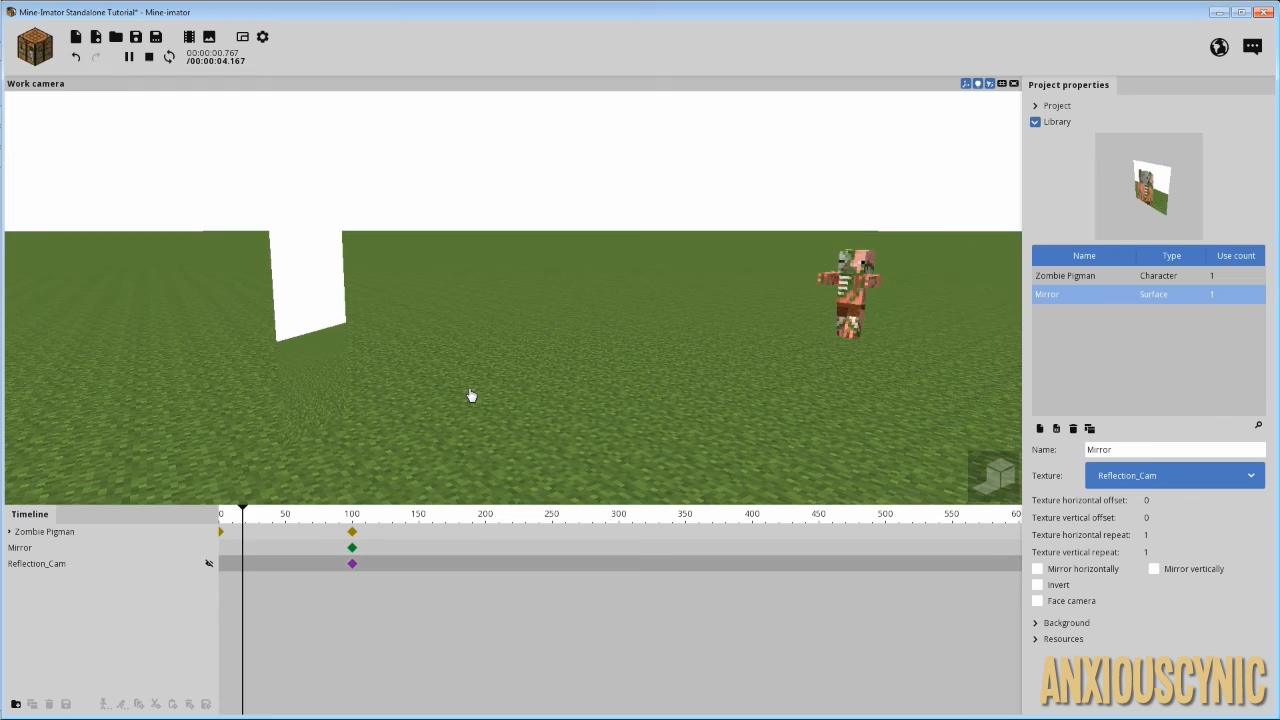 Mine-Imator Standalone Tutorial* - Mine-imator
00:00:00.767
/00:00:04.167
Work camera
Project properties
Project
Library
Name Type Use count
Zombie Pigman Character 1
Mirror Surface 1
Name: Mirror
Texture: Reflection_Cam
Texture horizontal offset: 0
Texture vertical offset: 0
Texture horizontal repeat: 1
Texture vertical repeat: 1
Mirror horizontally Mirror vertically
Invert
Face camera
Background
Resources
Timeline 0 50 100 150 200 250 300 350 400 450 500 550 60
Zombie Pigman
Mirror
Reflection_Cam
ANXIOUSCYNIC